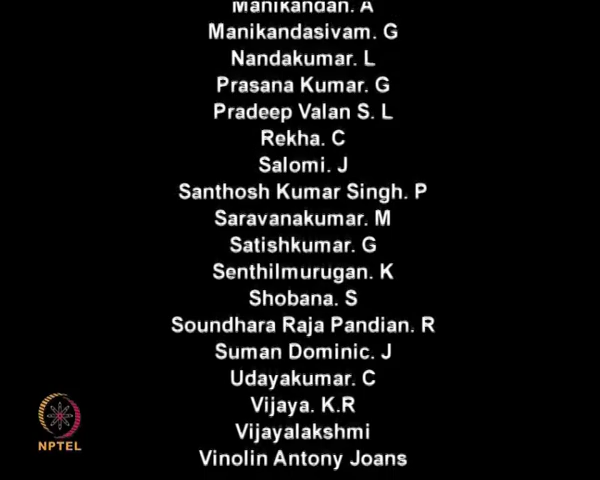 Manikandan. A
Manikandasivam. G
Nandakumar. L
Prasana Kumar. G
Pradeep Valan S. L
Rekha. C
Salomi. J
Santhosh Kumar Singh. P
Saravanakumar. M
Satishkumar. G
Senthilmurugan. K
Shobana. S
Soundhara Raja Pandian. R
Suman Dominic. J
Udayakumar. C
Vijaya. K.R
Vijayalakshmi
Vinolin Antony Joans
NPTEL